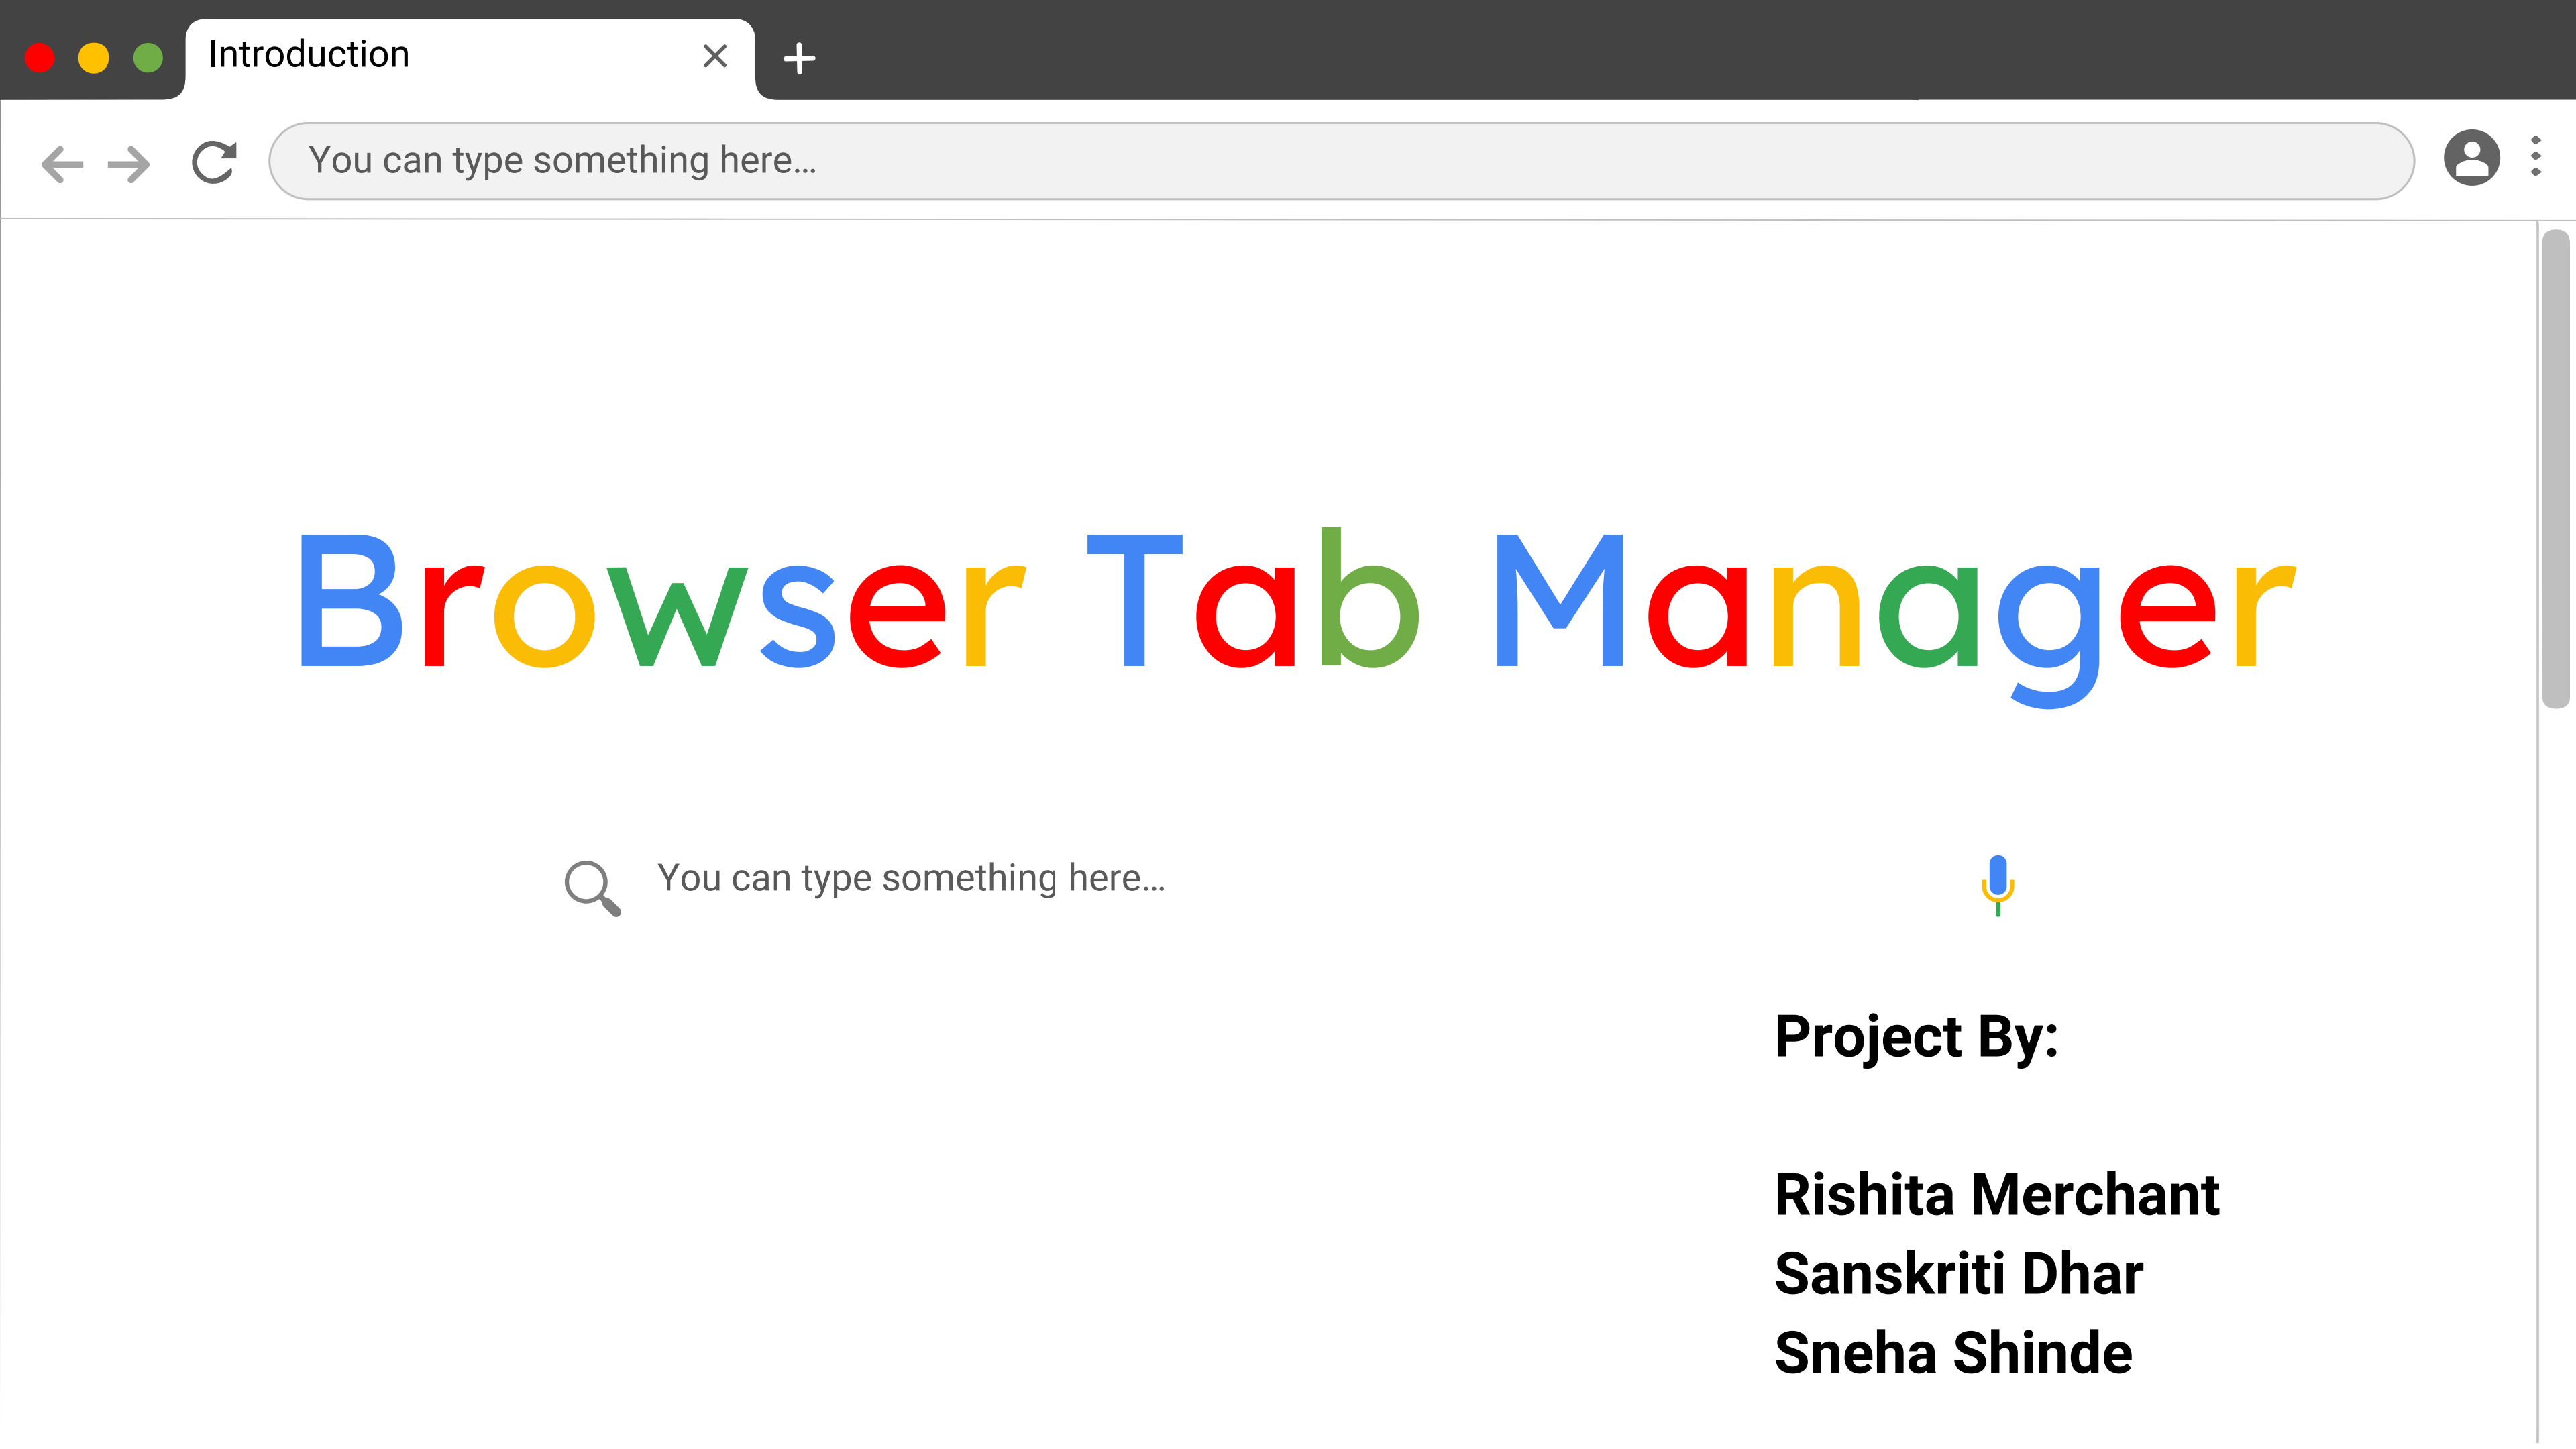 Introduction
You can type something here...
Browser Tab Manager
You can type something here...
Project By:
Rishita Merchant
Sanskriti Dhar
Sneha Shinde